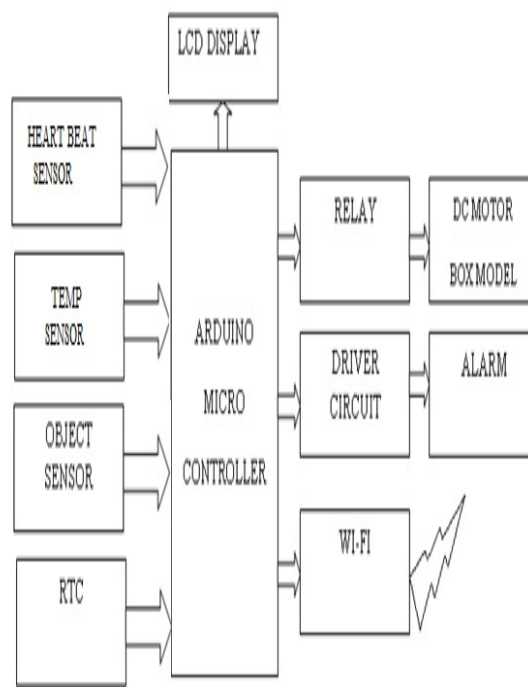 LCD DISPLAY
HEART BEAT
SENSOR
TEMP
SENSOR
OBJECT
SENSOR
RTC
ARDUINO
MICRO
CONTROLLER
RELAY
DC MOTOR
BOX MODEL
DRIVER
CIRCUIT
ALARM
WI-FI